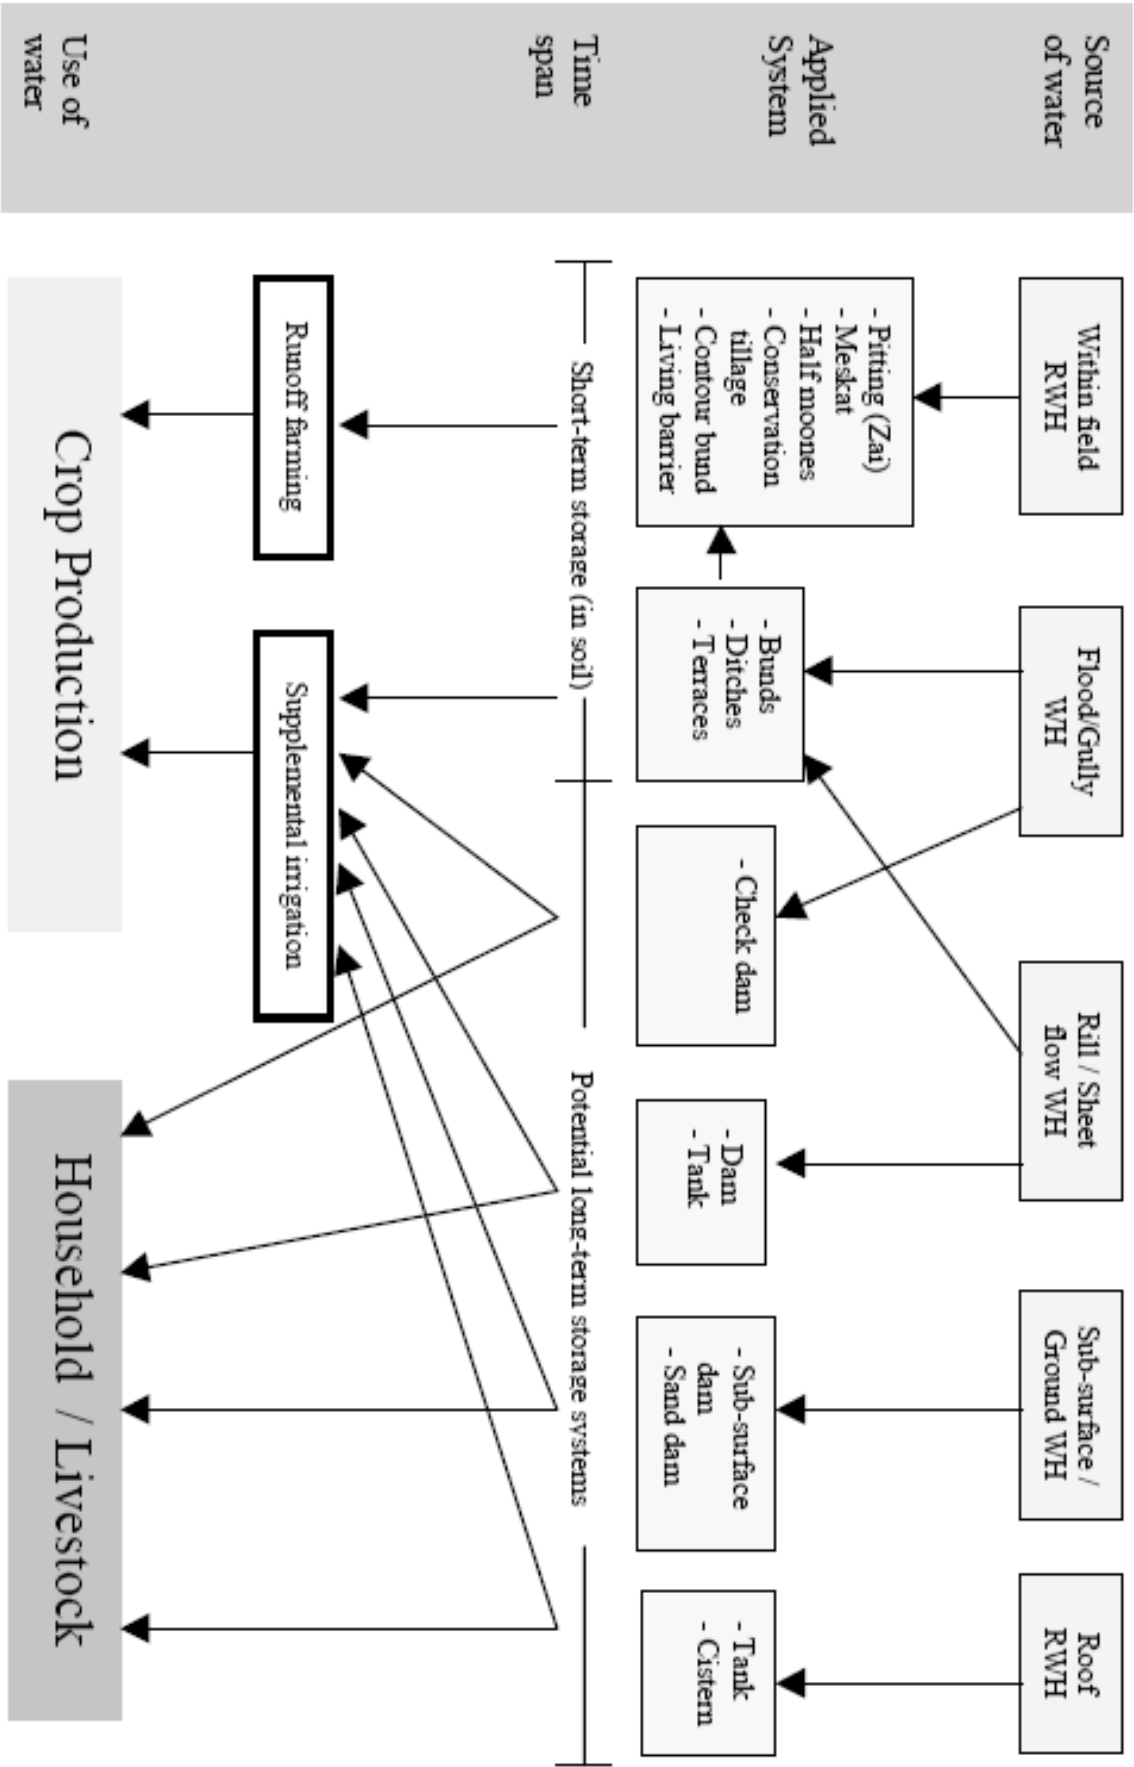 Source
of water
Within field
RWH
Flood/Gully
WH
Rill / Sheet
flow WH
Sub-surface /
Ground WH
Roof
RWH
Applied
System
- Pitting (Zai)
- Meskat
- Half moones
- Conservation
tillage
- Contour bund
- Living barrier
- Bunds
- Ditches
- Terraces
- Check dam
- Dam
- Tank
- Sub-surface
dam
- Sand dam
- Tank
- Cistern
Time
span
Short-term storage (in soil)
Potential long-term storage systems
Runoff farming
Supplemental irrigation
Use of
water
Crop Production
Household / Livestock